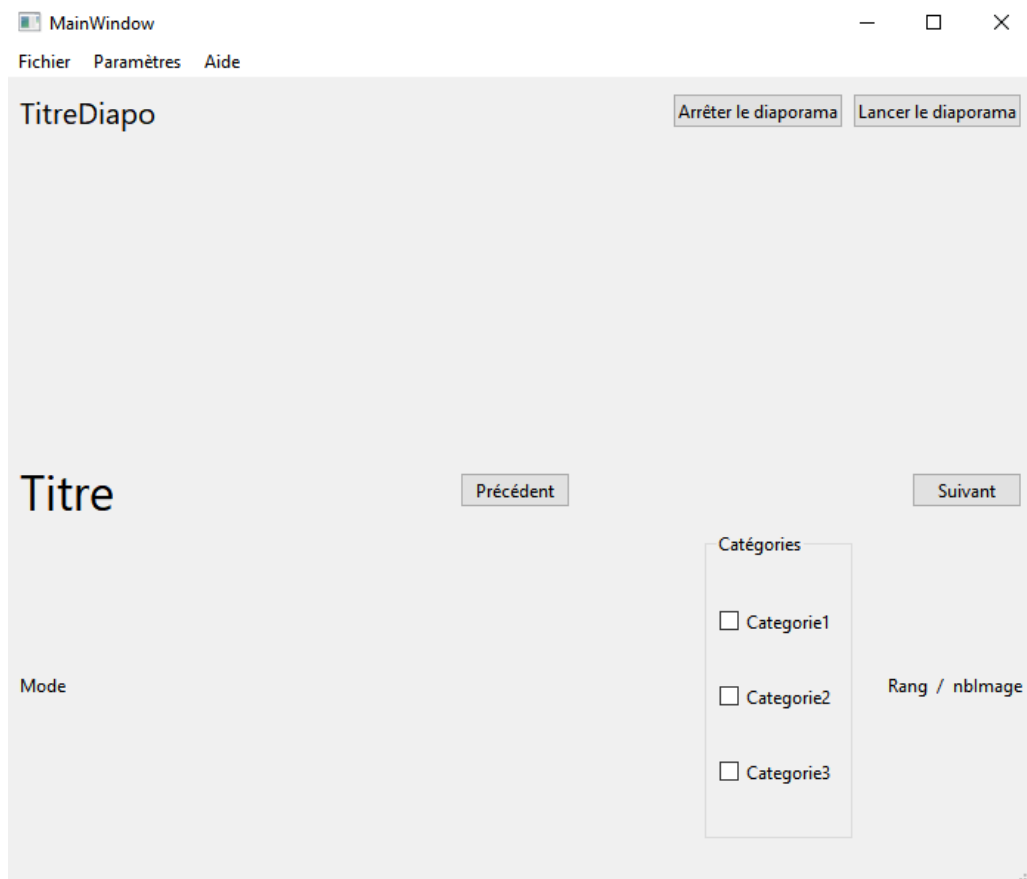 MainWindow
Fichier Paramètres Aide
TitreDiapo Arrêter le diaporama Lancer le diaporama
Titre Précédent Suivant
Catégories
Categorie1
Mode Rang / nbImage
Categorie2
Categorie3